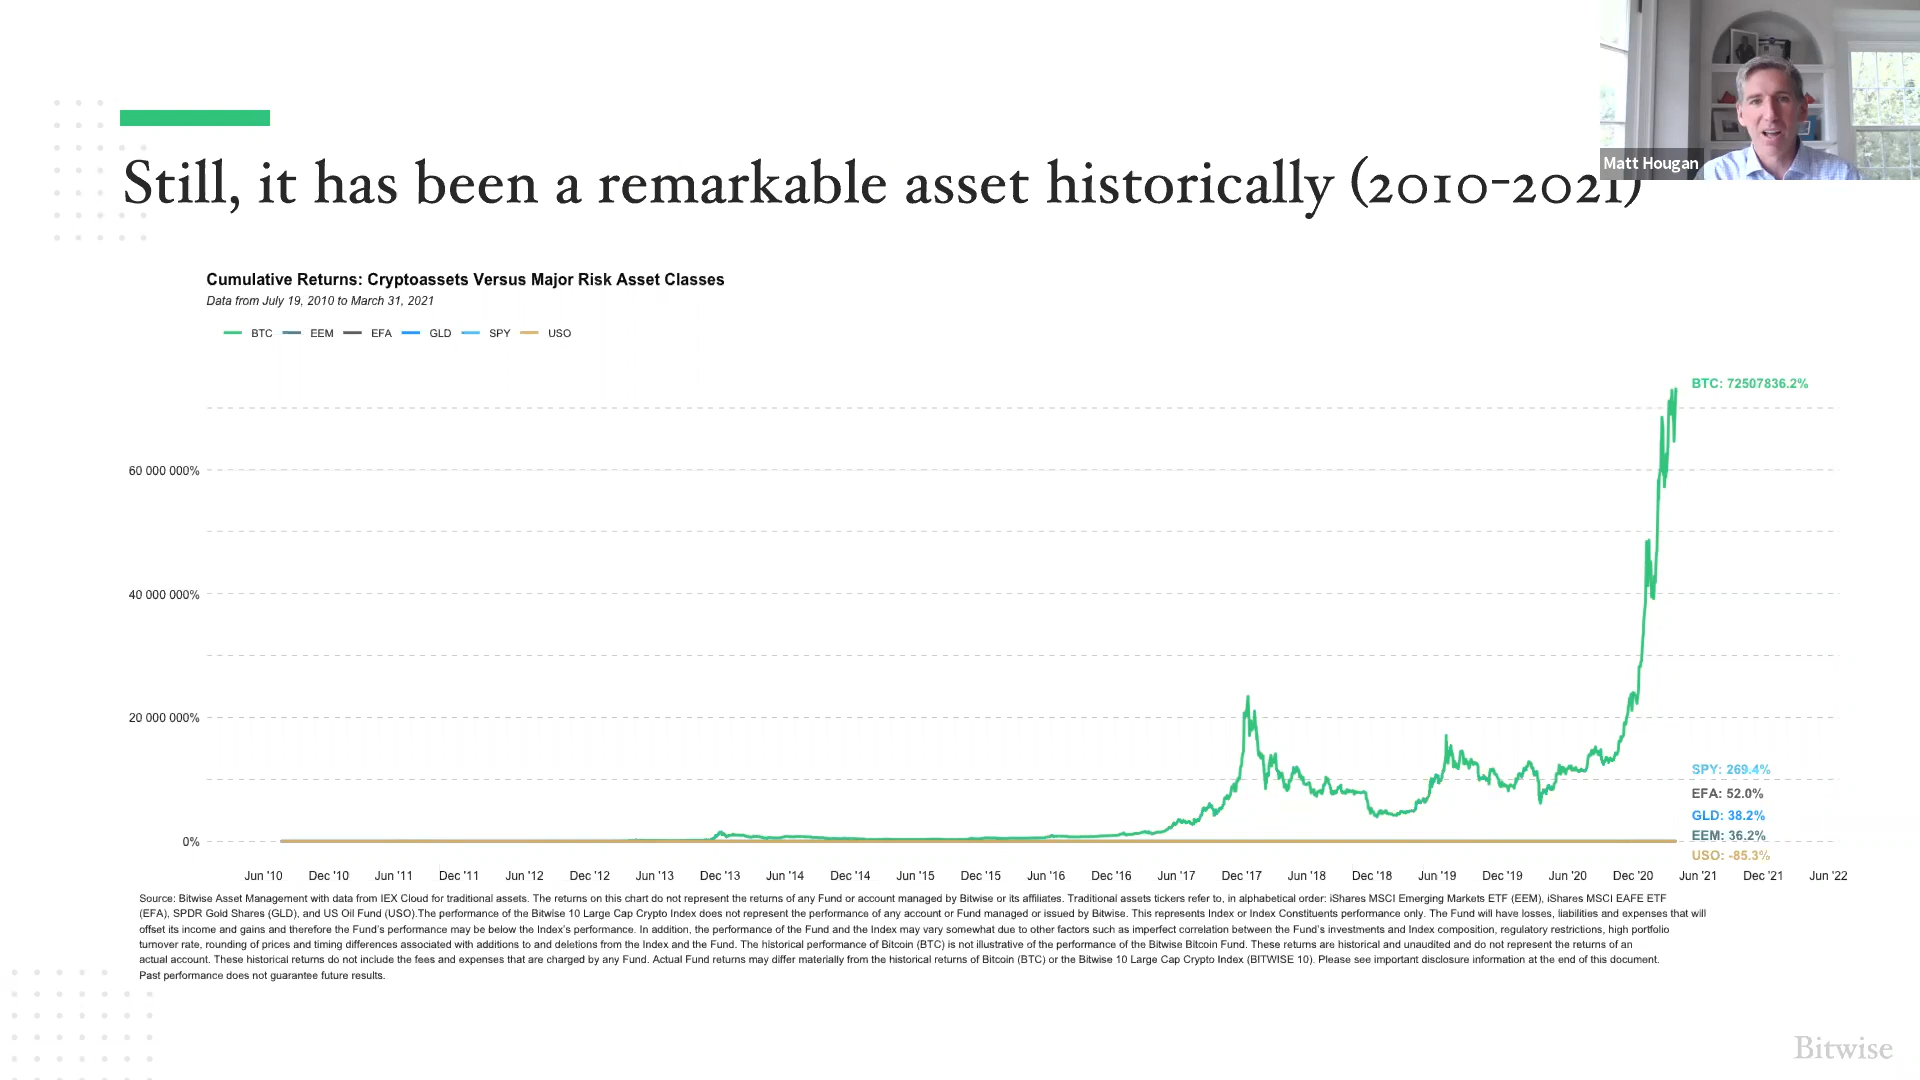 Matt Hougan
Still, it has been a remarkable asset historically (2010-2021)
Cumulative Returns: Cryptoassets Versus Major Risk Asset Classes
Data from July 19, 2010 to March 31, 2021
BTC EEM EFA GLD SPY USO
BTC: 72507836.2%
60 000 000%
40 000 000%
20 000 000%
0%
SPY: 269.4%
EFA: 52.0%
GLD: 38.2%
EEM: 36.2%
USO: -85.3%
Jun '10 Dec '10 Jun '11 Dec '11 Jun '12 Dec '12 Jun '13 Dec '13 Jun '14 Dec '14 Jun '15 Dec '15 Jun '16 Dec '16 Jun '17 Dec '17 Jun '18 Dec '18 Jun '19 Dec '19 Jun '20 Dec '20 Jun '21 Dec '21 Jun '22
Source: Bitwise Asset Management with data from IEX Cloud for traditional assets. The returns on this chart do not represent the returns of any Fund or account managed by Bitwise or its affiliates. Traditional assets tickers refer to, in alphabetical order: iShares MSCI Emerging Markets ETF (EEM), iShares MSCI EAFE ETF
(EFA), SPDR Gold Shares (GLD), and US Oil Fund (USO).The performance of the Bitwise 10 Large Cap Crypto Index does not represent the performance of any account or Fund managed or issued by Bitwise. This represents Index or Index Constituents performance only. The Fund will have losses, liabilities and expenses that will
offset its income and gains and therefore the Fund's performance may be below the Index's performance. In addition, the performance of the Fund and the Index may vary somewhat due to other factors such as imperfect correlation between the Fund's investments and Index composition, regulatory restrictions, high portfolio
turnover rate, rounding of prices and timing differences associated with additions to and deletions from the Index and the Fund. The historical performance of Bitcoin (BTC) is not illustrative of the performance of the Bitwise Bitcoin Fund. These returns are historical and unaudited and do not represent the returns of an
actual account. These historical returns do not include the fees and expenses that are charged by any Fund. Actual Fund returns may differ materially from the historical returns of Bitcoin (BTC) or the Bitwise 10 Large Cap Crypto Index (BITWISE 10). Please see important disclosure information at the end of this document.
Past performance does not guarantee future results.
Bitwise